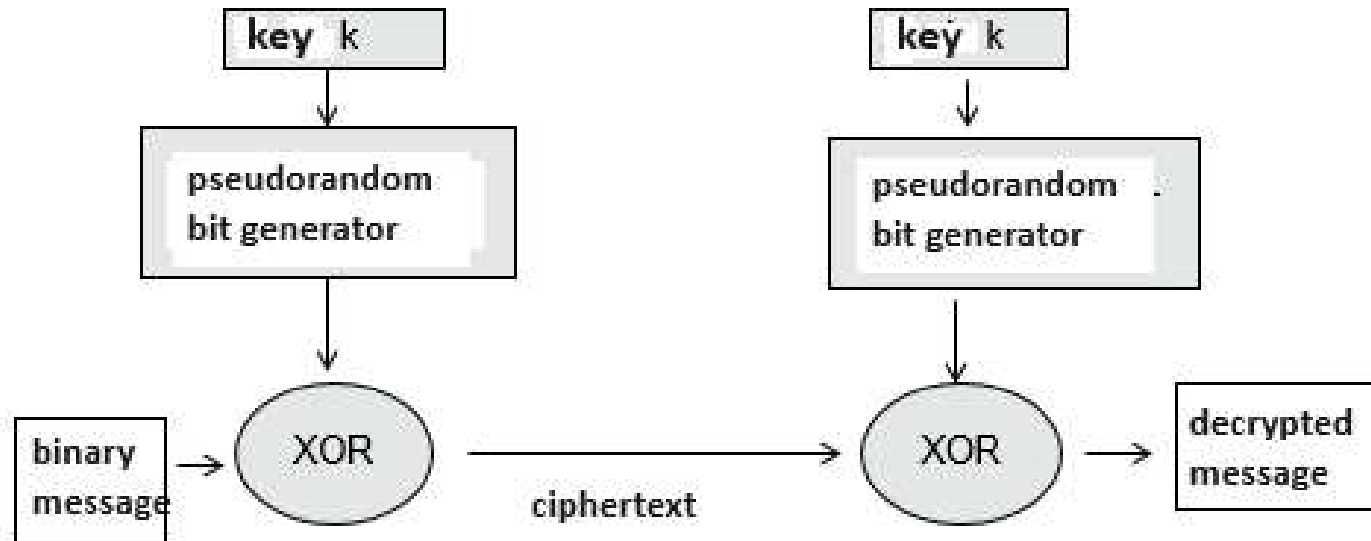 key k
key k
pseudorandom
bit generator
pseudorandom
bit generator
binary
message
XOR
ciphertext
XOR
decrypted
message